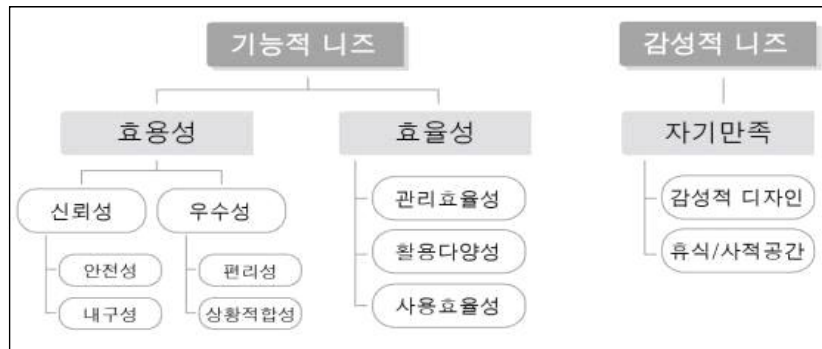 기능적 니즈
감성적 니즈
효용성
효율성
자기만족
신뢰성
우수성
관리효율성
감성적 디자인
안전성
편리성
활용다양성
휴식/사적공간
내구성
상황적합성
사용효율성